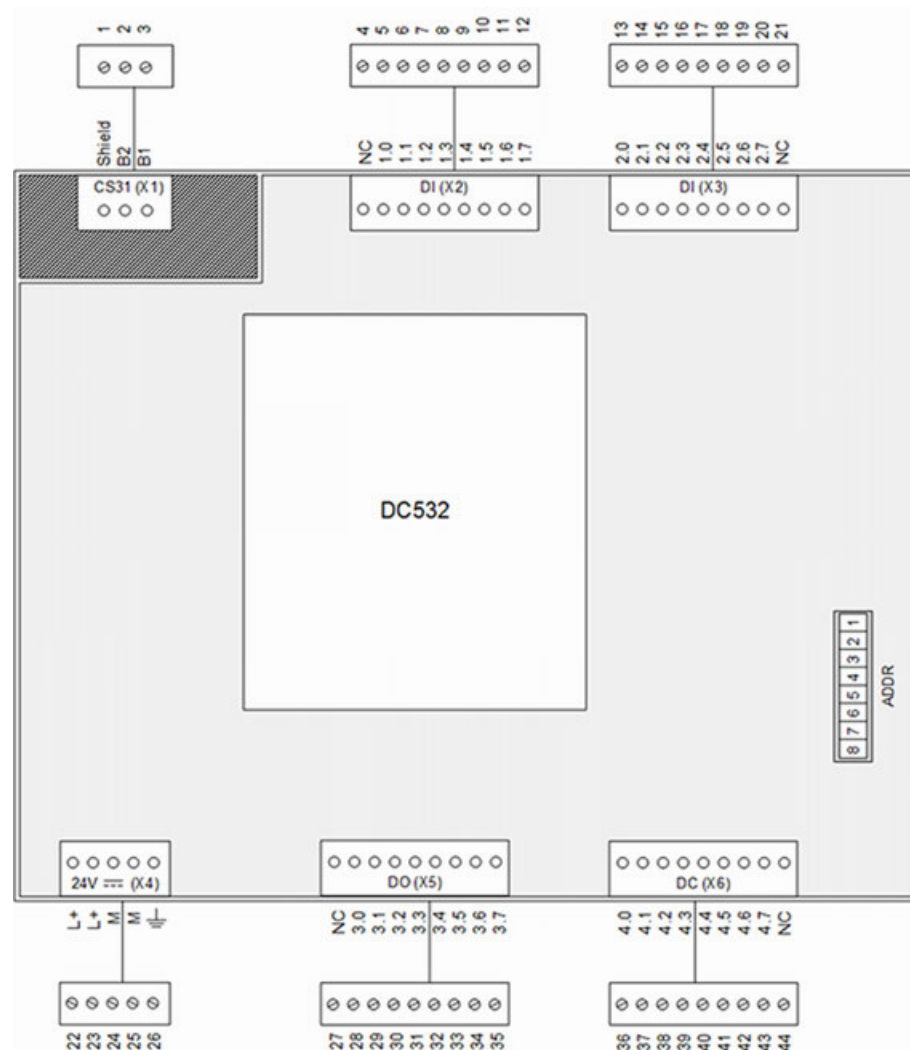 1 2 3
4 5 6 7 8 9 10 11 12
13 14 15 16 17 18 19 20 21
Shield B2 B1
NC 1.0 1.1 1.2 1.3 1.4 1.5 1.6 1.7
2.0 2.1 2.2 2.3 2.4 2.5 2.6 2.7 NC
CS31 (X1)
DI (X2)
DI (X3)
DC532
1 2 3 4 5 6 7 8
ADDR
24V (X4)
DO (X5)
DC (X6)
L+ L+ M M
NC 3.0 3.1 3.2 3.3 3.4 3.5 3.6 3.7
4.0 4.1 4.2 4.3 4.4 4.5 4.6 4.7 NC
22 23 24 25 26
27 28 29 30 31 32 33 34 35
36 37 38 39 40 41 42 43 44